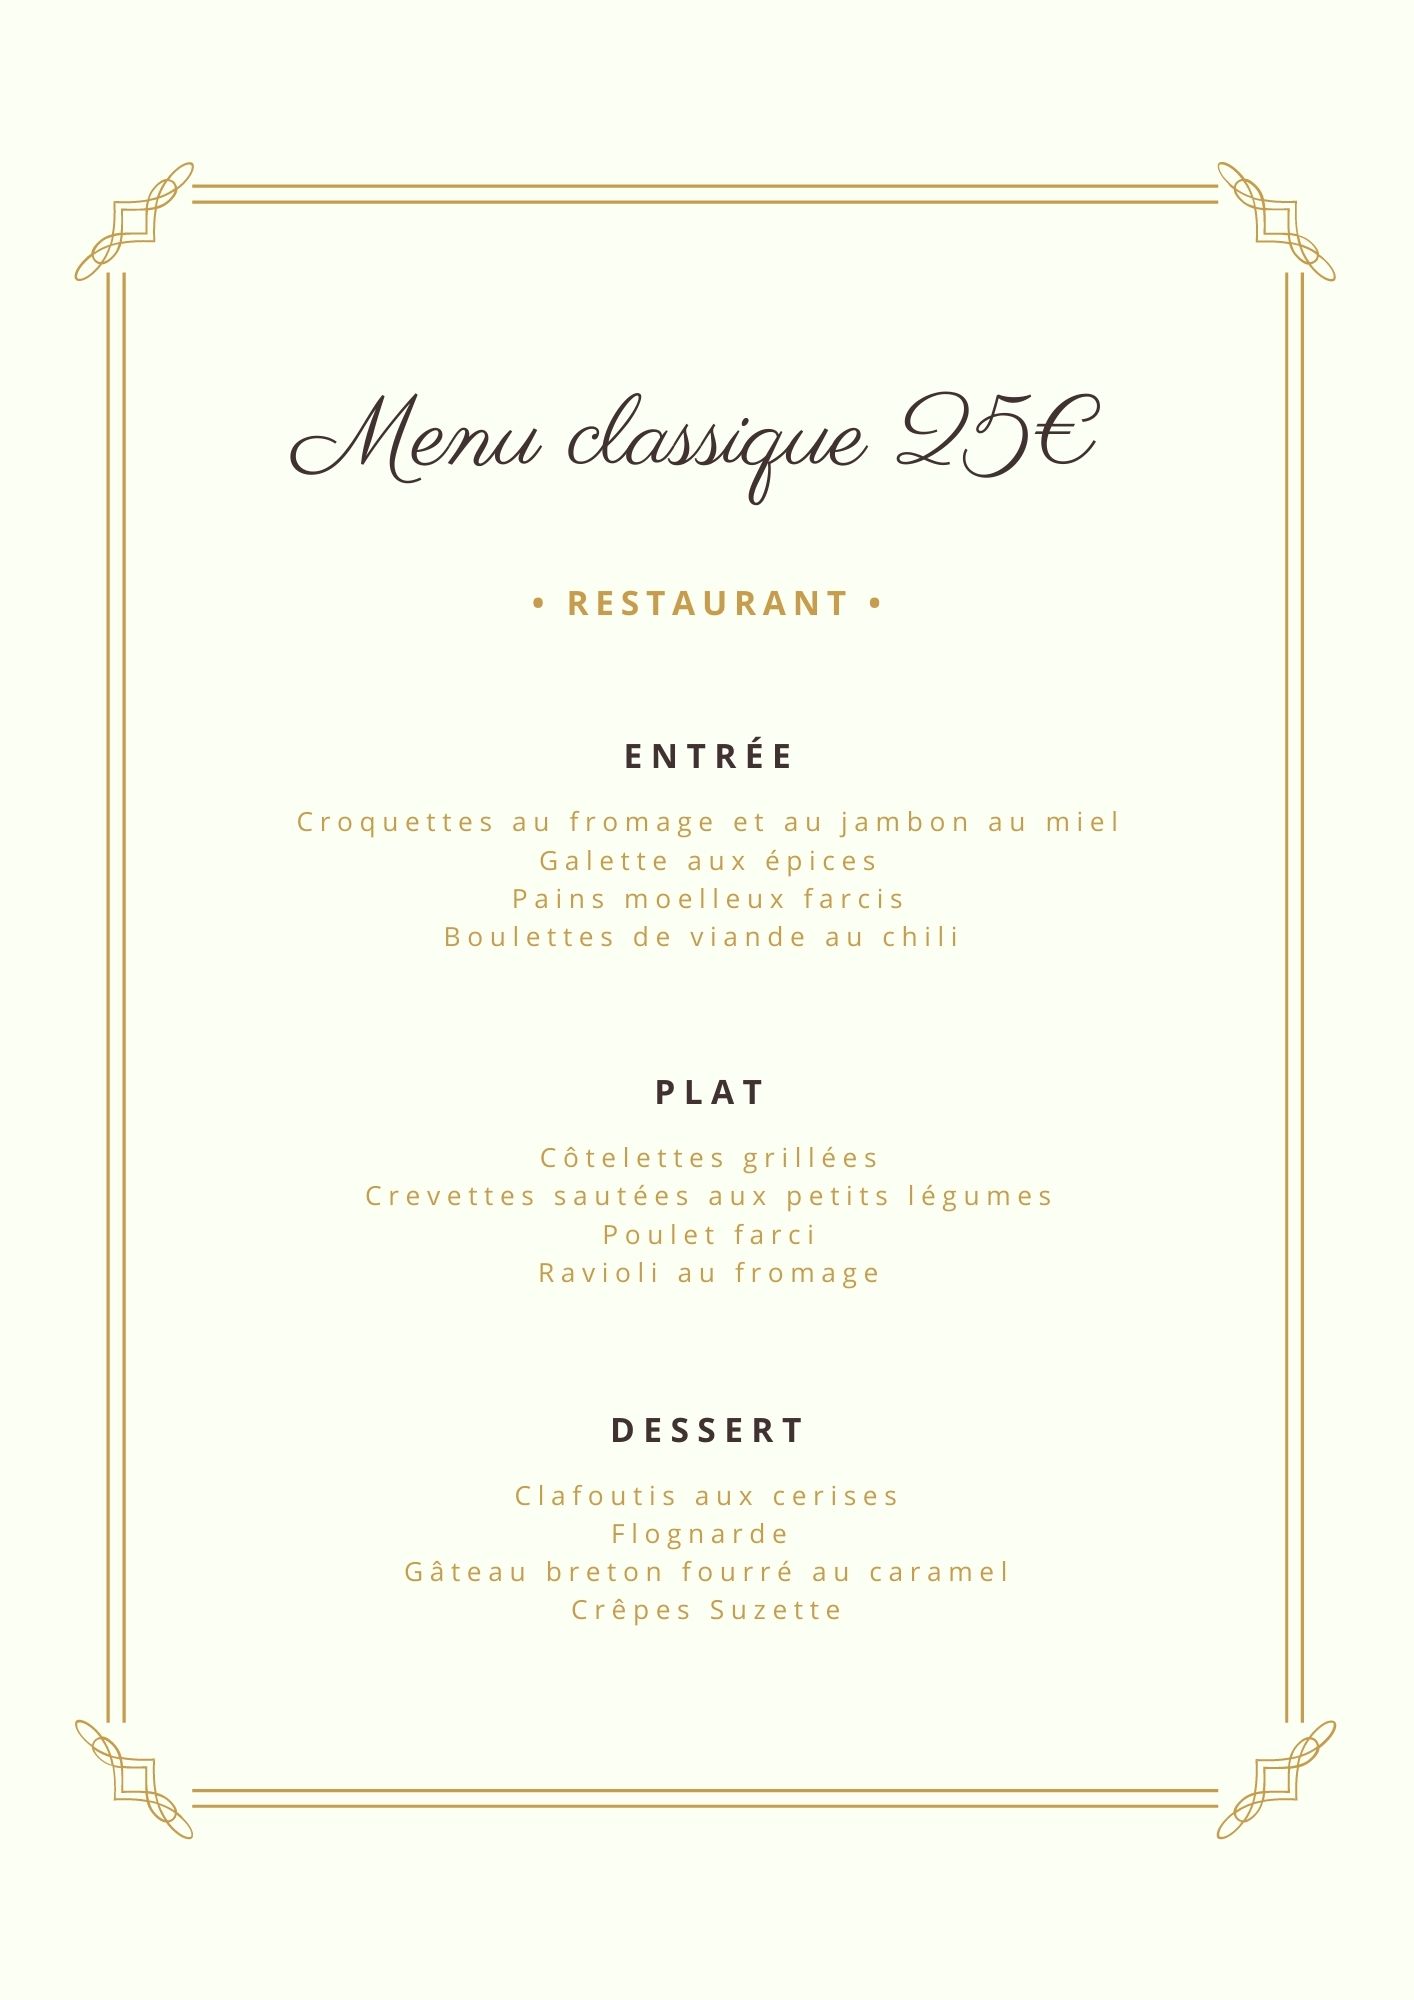 Menu classique 25€
• RESTAURANT •
ENTRÉE
Croquettes au fromage et au jambon au miel
Galette aux épices
Pains moelleux farcis
Boulettes de viande au chili
PLAT
Côtelettes grillées
Crevettes sautées aux petits légumes
Poulet farci
Ravioli au fromage
DESSERT
Clafoutis aux cerises
Flognarde
Gâteau breton fourré au caramel
Crêpes Suzette